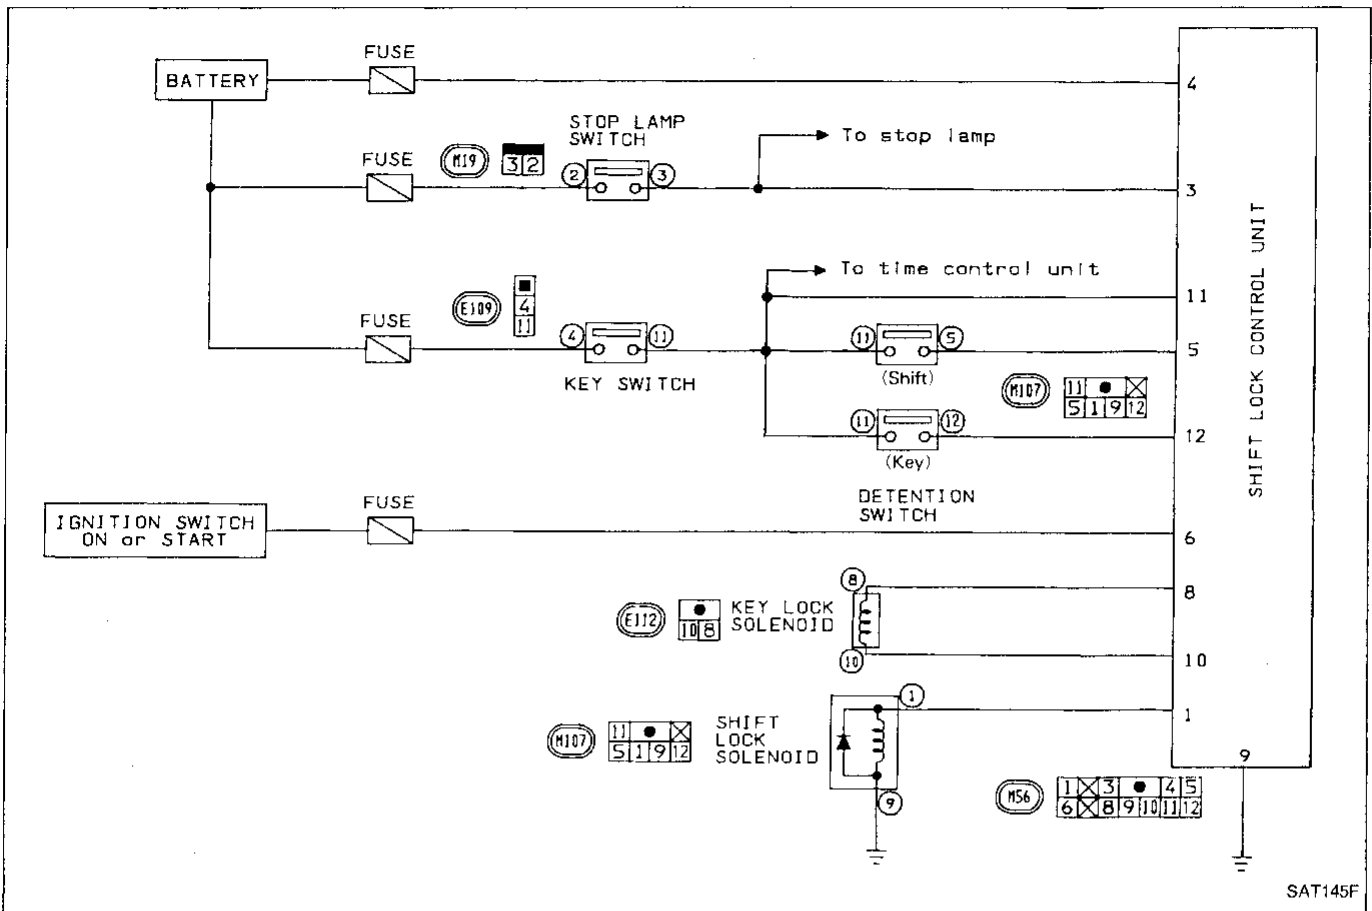 FUSE
BATTERY
4
STOP LAMP
SWITCH
To stop lamp
FUSE
M19
3 2
2
3
3
To time control unit
E109
4
11
11
FUSE
4
11
11
5
5
KEY SWITCH
(Shift)
M107
11
5 1 9 12
11
12
12
(Key)
SHIFT LOCK CONTROL UNIT
DETENTION
SWITCH
FUSE
IGNITION SWITCH
ON or START
6
8
8
E112
10 8
KEY LOCK
SOLENOID
10
10
1
1
M107
11
5 1 9 12
SHIFT
LOCK
SOLENOID
9
9
M56
1 3 4 5
6 8 9 10 11 12
SAT145F